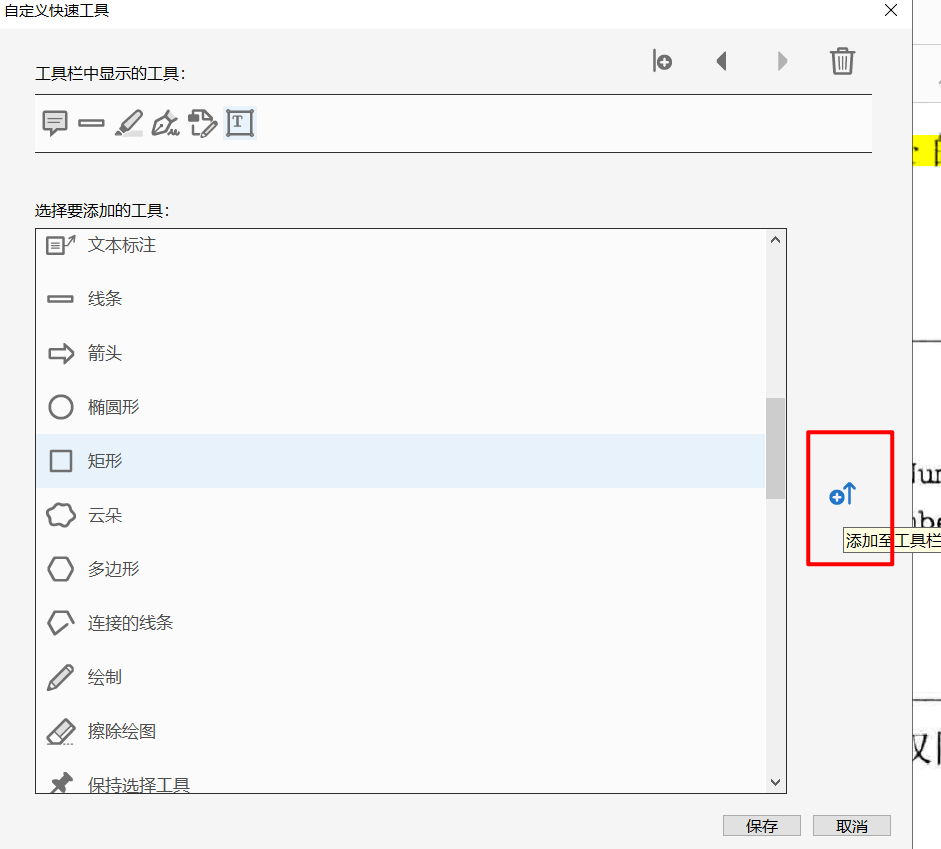 自定义快速工具
工具栏中显示的工具：
T
选择要添加的工具：
文本标注
线条
箭头
椭圆形
矩形
云朵
多边形
连接的线条
绘制
擦除绘图
保持选择工具
添加至工具栏
保存
取消